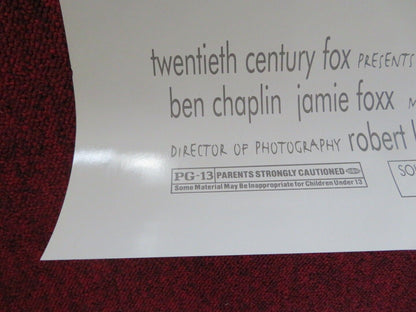 twentieth century fox PRESENTS
ben chaplin jamie foxx
DIRECTOR OF PHOTOGRAPHY robert
PG-13 PARENTS STRONGLY CAUTIONED
Some Material May Be Inappropriate for Children Under 13